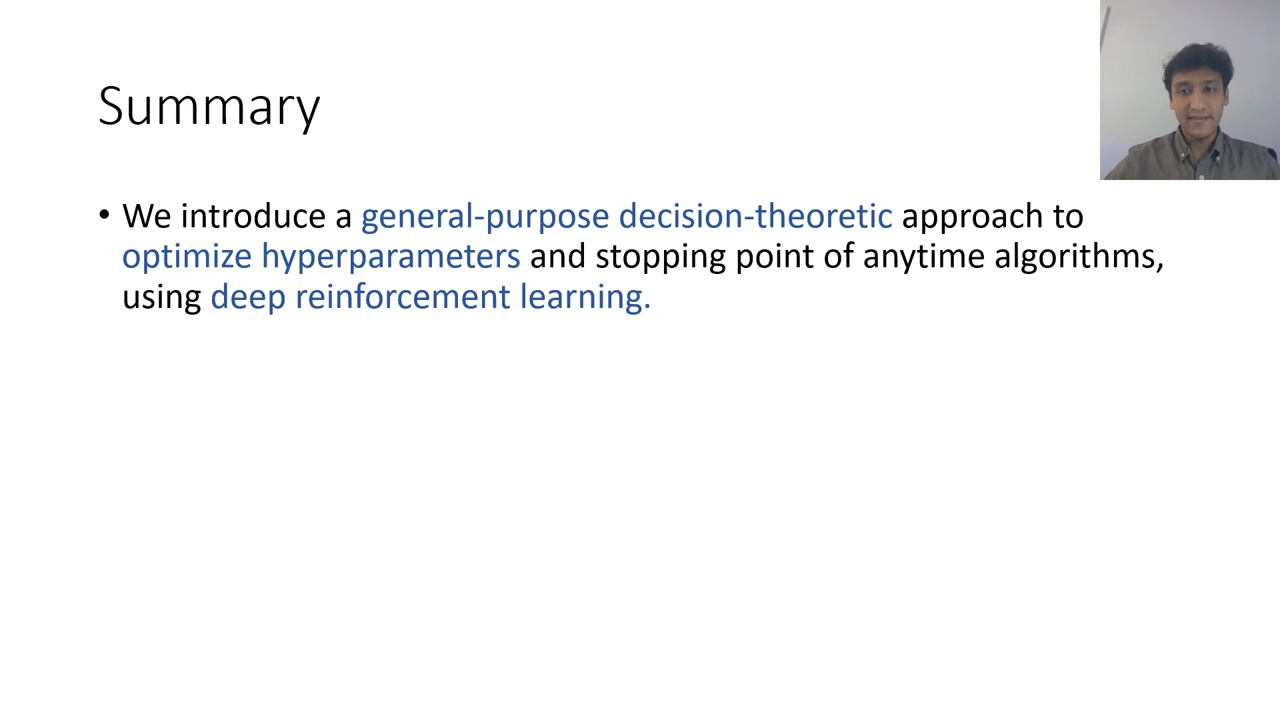 Summary
• We introduce a general-purpose decision-theoretic approach to
optimize hyperparameters and stopping point of anytime algorithms,
using deep reinforcement learning.